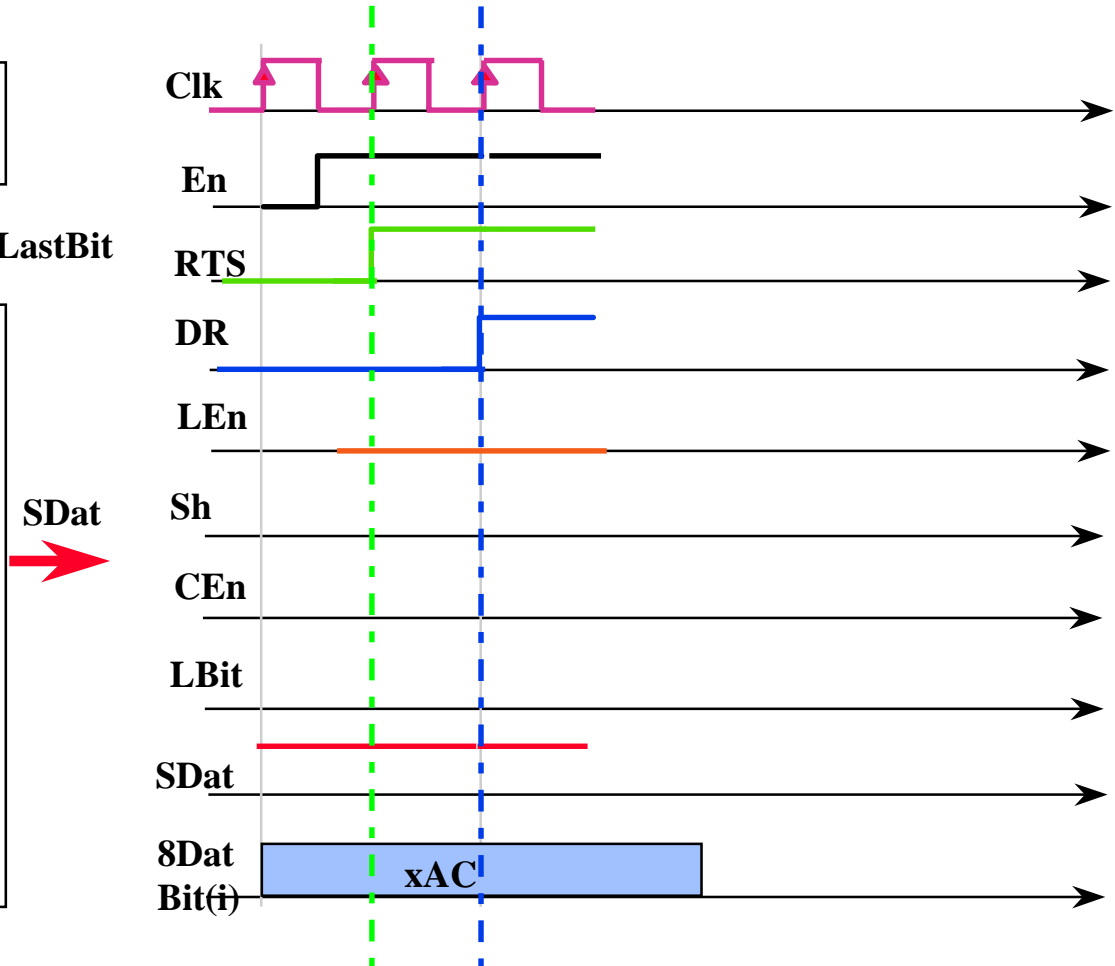 Clk
En
LastBit
RTS
DR
LEn
Sh
SDat
CEn
LBit
SDat
8Dat
xAC
Bit(i)